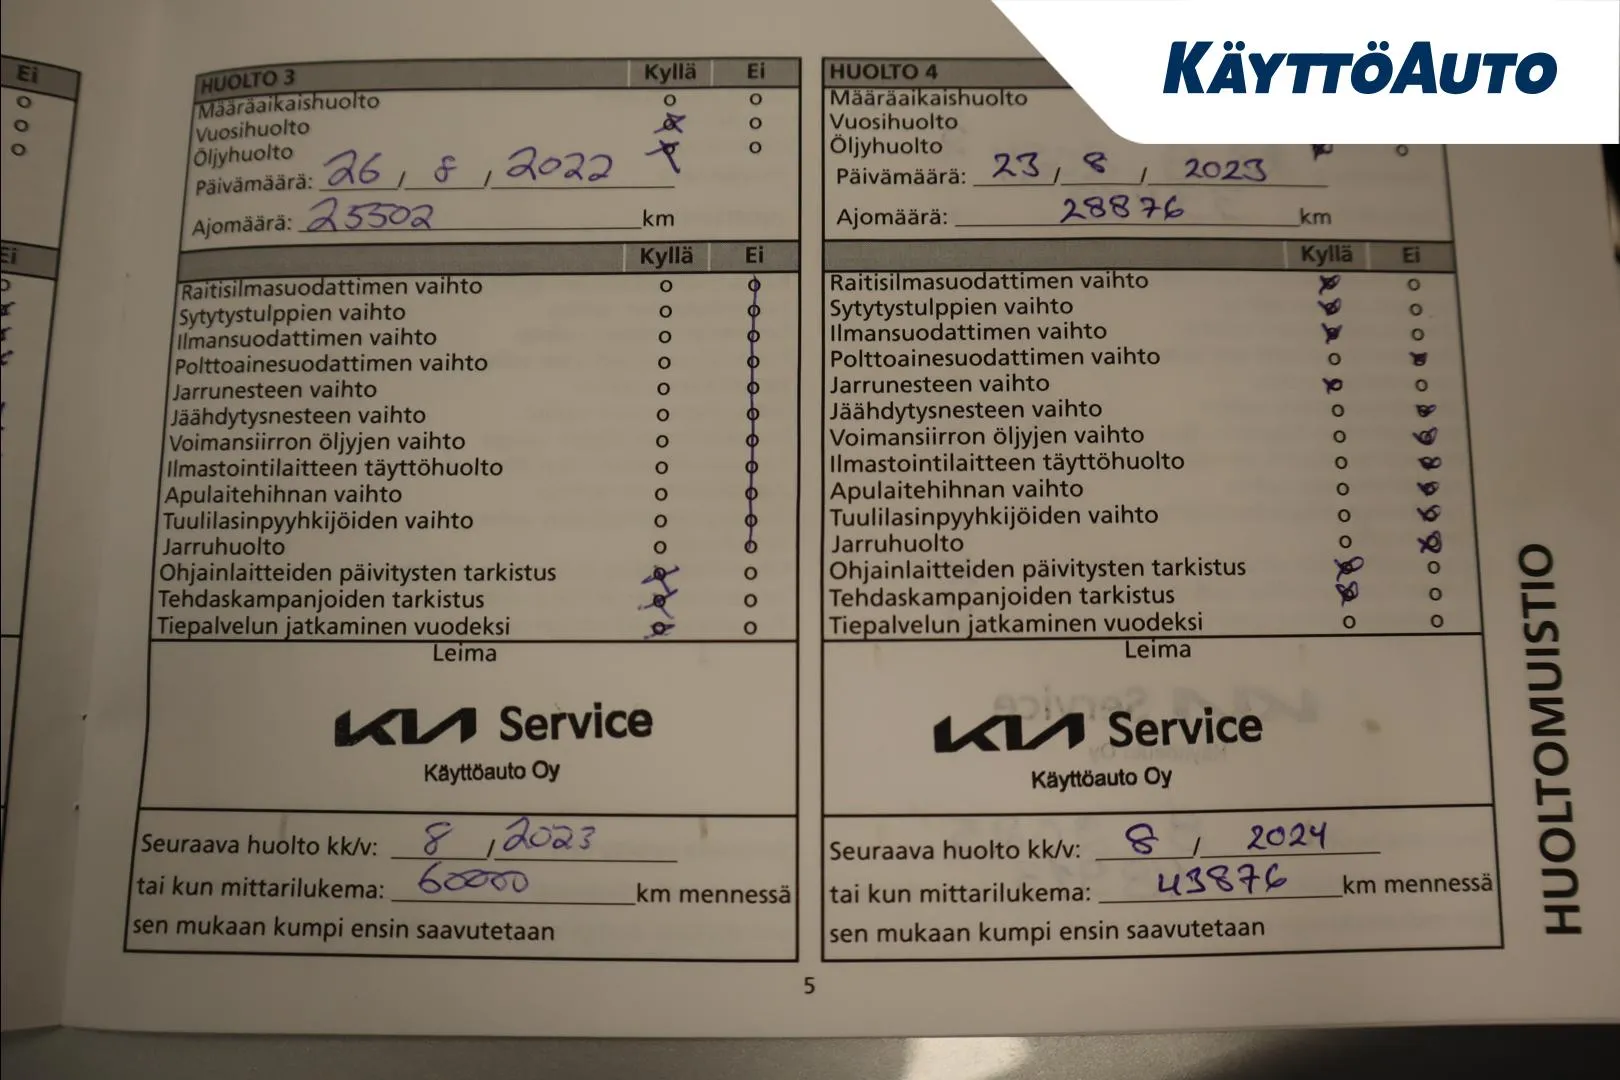 KÄYTTÖAUTO
Ei
Ei
HUOLTO 3 Kyllä Ei
Määräaikaishuolto
Vuosihuolto
Öljyhuolto
Päivämäärä: 26 / 8 / 2022
Ajomäärä: 25502 km
Kyllä Ei
Raitisilmasuodattimen vaihto
Sytytystulppien vaihto
Ilmansuodattimen vaihto
Polttoainesuodattimen vaihto
Jarrunesteen vaihto
Jäähdytysnesteen vaihto
Voimansiirron öljyjen vaihto
Ilmastointilaitteen täyttöhuolto
Apulaitehihnan vaihto
Tuulilasinpyyhkijöiden vaihto
Jarruhuolto
Ohjainlaitteiden päivitysten tarkistus
Tehdaskampanjoiden tarkistus
Tiepalvelun jatkaminen vuodeksi
Leima
KIA Service
Käyttöauto Oy
Seuraava huolto kk/v: 8 / 2023
tai kun mittarilukema: 60000 km mennessä
sen mukaan kumpi ensin saavutetaan
HUOLTO 4
Määräaikaishuolto
Vuosihuolto
Öljyhuolto
Päivämäärä: 23 / 8 / 2023
Ajomäärä: 28876 km
Kyllä Ei
Raitisilmasuodattimen vaihto
Sytytystulppien vaihto
Ilmansuodattimen vaihto
Polttoainesuodattimen vaihto
Jarrunesteen vaihto
Jäähdytysnesteen vaihto
Voimansiirron öljyjen vaihto
Ilmastointilaitteen täyttöhuolto
Apulaitehihnan vaihto
Tuulilasinpyyhkijöiden vaihto
Jarruhuolto
Ohjainlaitteiden päivitysten tarkistus
Tehdaskampanjoiden tarkistus
Tiepalvelun jatkaminen vuodeksi
Leima
KIA Service
Käyttöauto Oy
Seuraava huolto kk/v: 8 / 2024
tai kun mittarilukema: 43876 km mennessä
sen mukaan kumpi ensin saavutetaan
HUOLTOMUISTIO
5